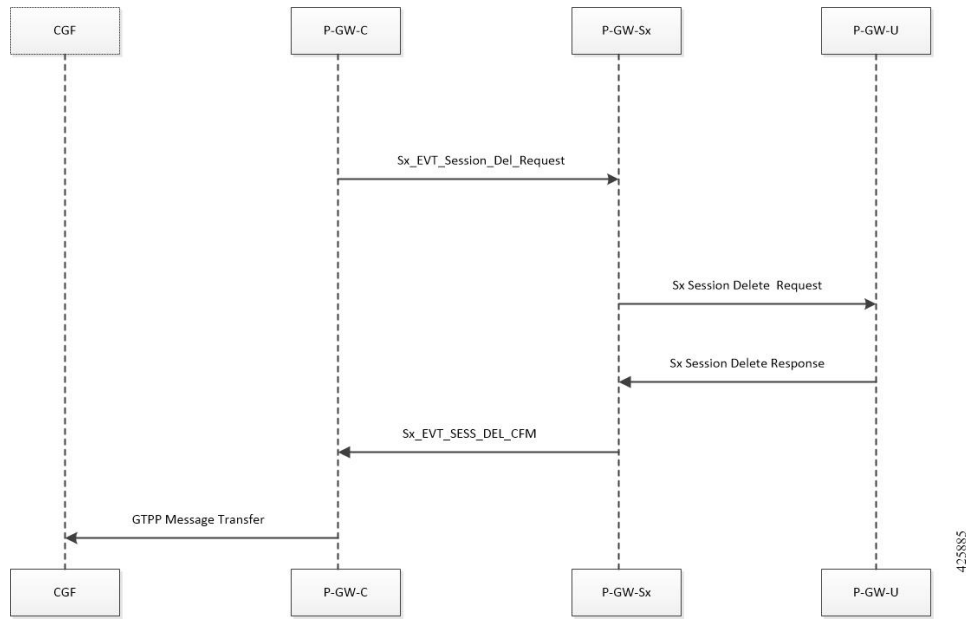 CGF
P-GW-C
P-GW-Sx
P-GW-U
Sx_EVT_Session_Del_Request
Sx Session Delete  Request
Sx Session Delete Response
Sx_EVT_SESS_DEL_CFM
GTPP Message Transfer
425885
CGF
P-GW-C
P-GW-Sx
P-GW-U